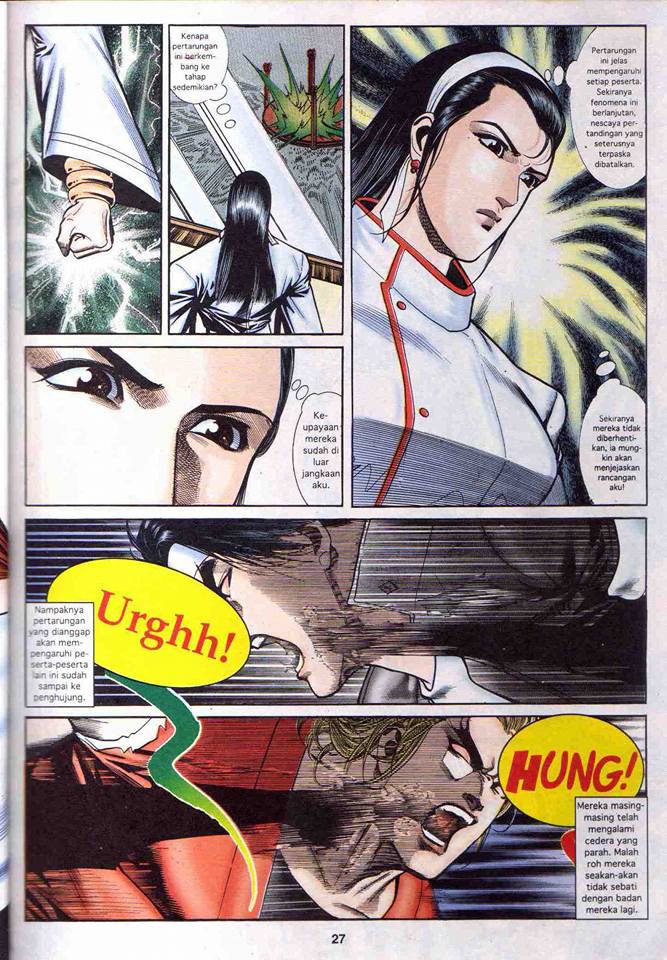 Kenapa
pertarungan
ini berkem-
bang ke
tahap
sedemikian?
Pertarungan
ini jelas
mempengaruhi
setiap peserta.
Sekiranya
fenomena ini
berlanjutan,
nescaya per-
tandingan yang
seterusnya
terpaska
dibatalkan.
Ke-
upayaan
mereka
sudah di
luar
jangkaan
aku.
Sekiranya
mereka tidak
diberhenti-
kan, ia mung-
kin akan
menjejaskan
rancangan
aku!
Urghh!
Nampaknya
pertarungan
yang dianggap
akan mem-
pengaruhi pe-
serta-peserta
lain ini sudah
sampai ke
penghujung.
HUNG!
Mereka masing-
masing telah
mengalami
cedera yang
parah. Malah
roh mereka
seakan-akan
tidak sebati
dengan badan
mereka lagi.
27